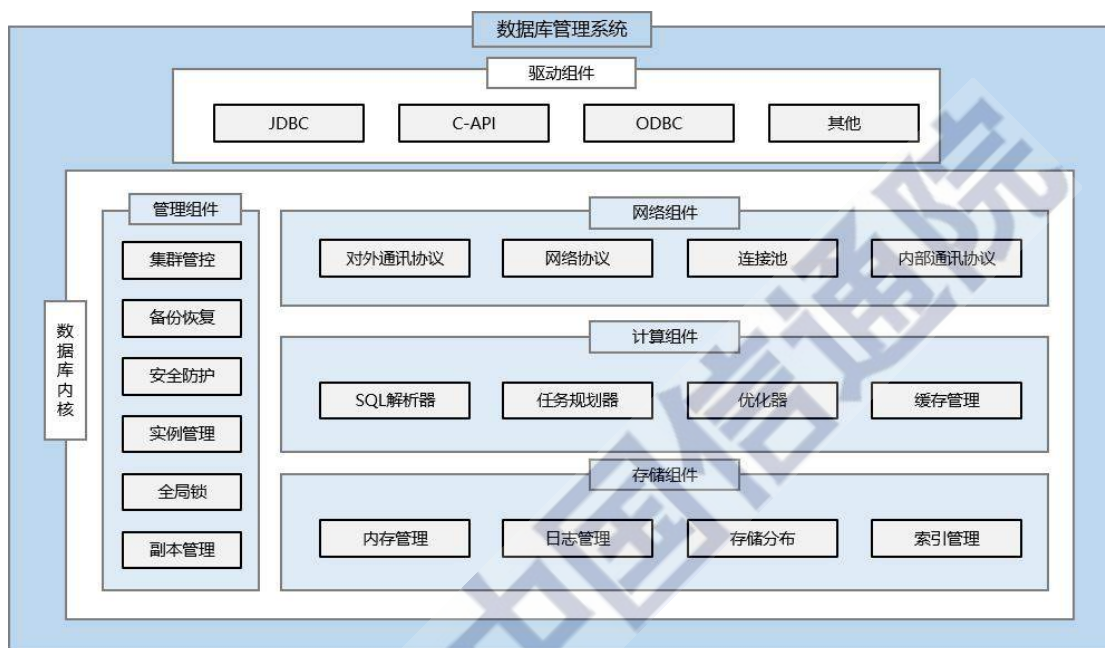 数据库管理系统
驱动组件
JDBC
C-API
ODBC
其他
数据库内核
管理组件
集群管控
备份恢复
安全防护
实例管理
全局锁
副本管理
网络组件
对外通讯协议
网络协议
连接池
内部通讯协议
计算组件
SQL解析器
任务规划器
优化器
缓存管理
存储组件
内存管理
日志管理
存储分布
索引管理
中国信通院